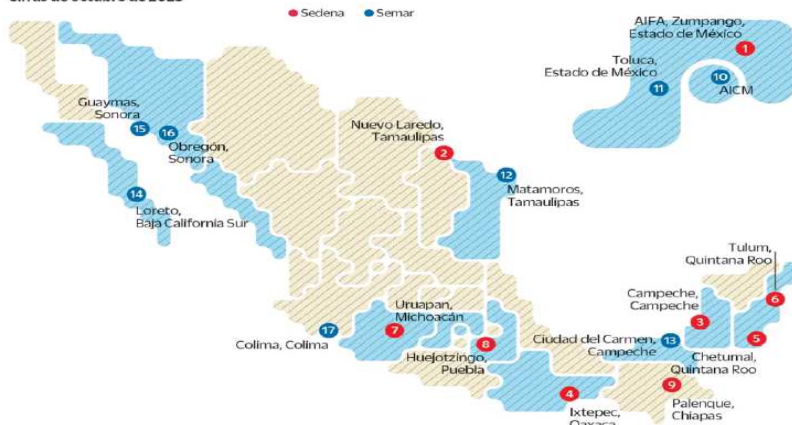 Sedena
Semar
AIFA, Zumpango,
Estado de México
1
Toluca,
Estado de México
11
10
AICM
Guaymas,
Sonora
15
16
Obregón,
Sonora
Nuevo Laredo,
Tamaulipas
2
12
Matamoros,
Tamaulipas
14
Loreto,
Baja California Sur
Tulum,
Quintana Roo
6
Campeche,
Campeche
3
Uruapan,
Michoacán
7
17
Colima, Colima
8
Huejotzingo,
Puebla
Ciudad del Carmen,
Campeche
13
5
Chetumal,
Quintana Roo
9
Palenque,
Chiapas
4
Ixtepec,
Oaxaca